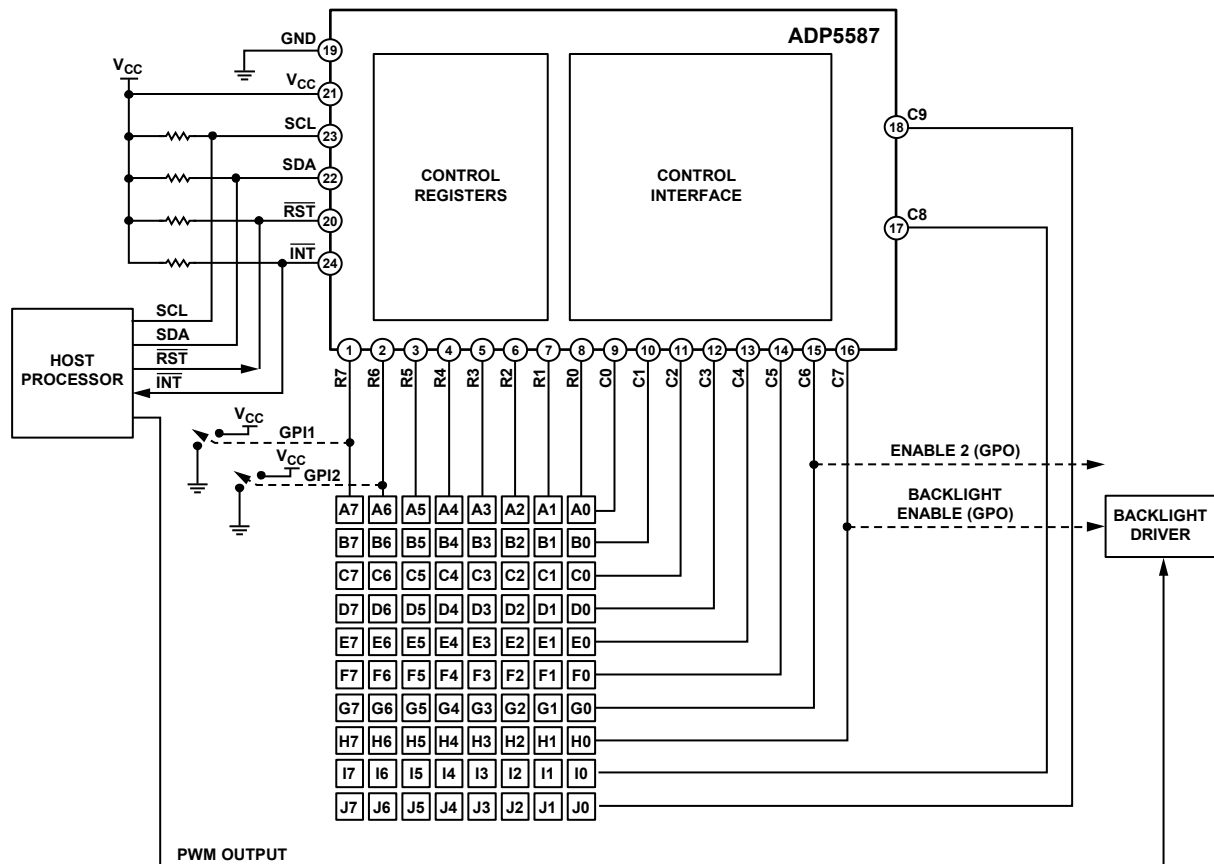 ADP5587
GND
19
VCC
VCC
21
SCL
23
SDA
22
RST
20
INT
24
CONTROL
REGISTERS
CONTROL
INTERFACE
18
C9
17
C8
HOST
PROCESSOR
SCL
SDA
RST
INT
1 2 3 4 5 6 7 8 9 10 11 12 13 14 15 16
R7 R6 R5 R4 R3 R2 R1 R0 C0 C1 C2 C3 C4 C5 C6 C7
VCC
GPI1
VCC
GPI2
ENABLE 2 (GPO)
BACKLIGHT
ENABLE (GPO)
BACKLIGHT
DRIVER
A7 A6 A5 A4 A3 A2 A1 A0
B7 B6 B5 B4 B3 B2 B1 B0
C7 C6 C5 C4 C3 C2 C1 C0
D7 D6 D5 D4 D3 D2 D1 D0
E7 E6 E5 E4 E3 E2 E1 E0
F7 F6 F5 F4 F3 F2 F1 F0
G7 G6 G5 G4 G3 G2 G1 G0
H7 H6 H5 H4 H3 H2 H1 H0
I7 I6 I5 I4 I3 I2 I1 I0
J7 J6 J5 J4 J3 J2 J1 J0
PWM OUTPUT